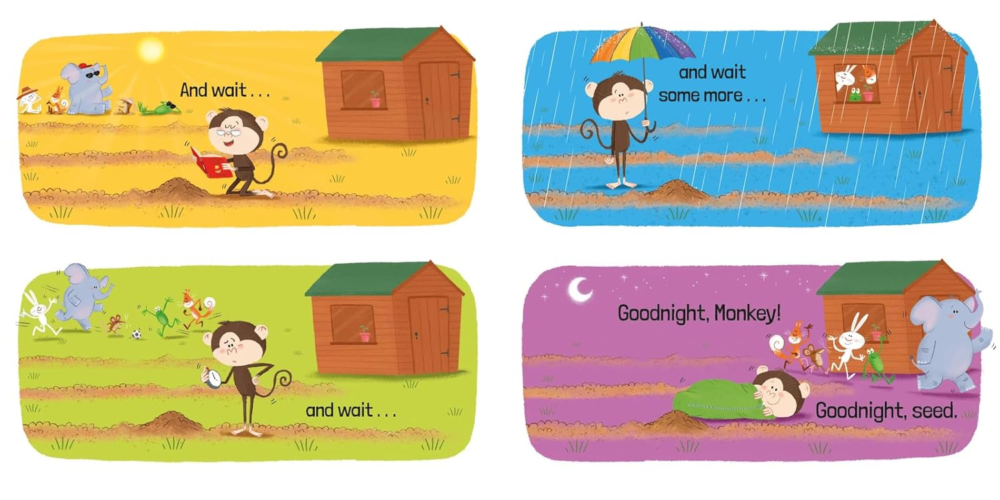 And wait . . .
and wait . . .
and wait
some more . . .
Goodnight, Monkey!
Goodnight, seed.